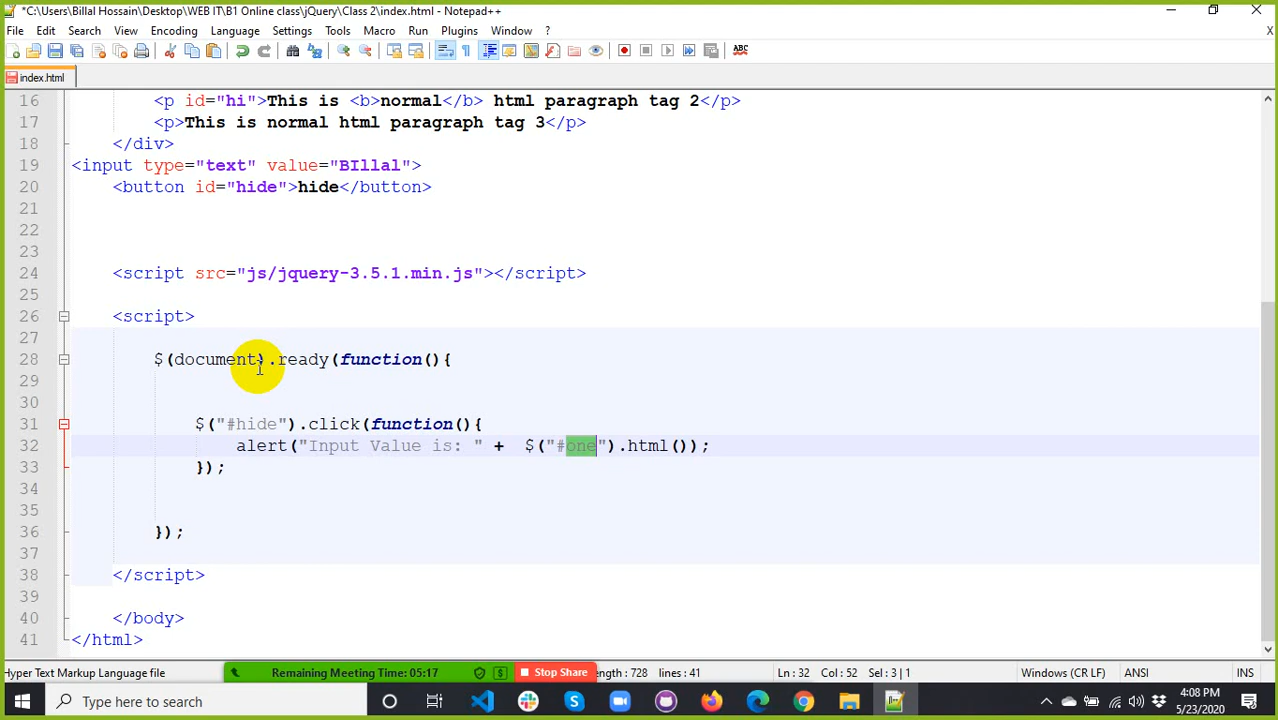 *C:\Users\Billal Hossain\Desktop\WEB IT\B1 Online class\jQuery\Class 2\index.html - Notepad++
File Edit Search View Encoding Language Settings Tools Macro Run Plugins Window ? X
ABC
index.html
16 <p id="hi">This is <b>normal</b> html paragraph tag 2</p>
17 <p>This is normal html paragraph tag 3</p>
18 </div>
19 <input type="text" value="BIllal">
20 <button id="hide">hide</button>
21
22
23
24 <script src="js/jquery-3.5.1.min.js"></script>
25
26 <script>
27
28 $(document).ready(function(){
29
30
31 $("#hide").click(function(){
32 alert("Input Value is: " + $("#one").html());
33 });
34
35
36 });
37
38 </script>
39
40 </body>
41 </html>
Hyper Text Markup Language file Remaining Meeting Time: 05:17 Stop Share ength : 728 lines : 41 Ln : 32 Col : 52 Sel : 3 | 1 Windows (CR LF) ANSI INS
Type here to search
4:08 PM
5/23/2020